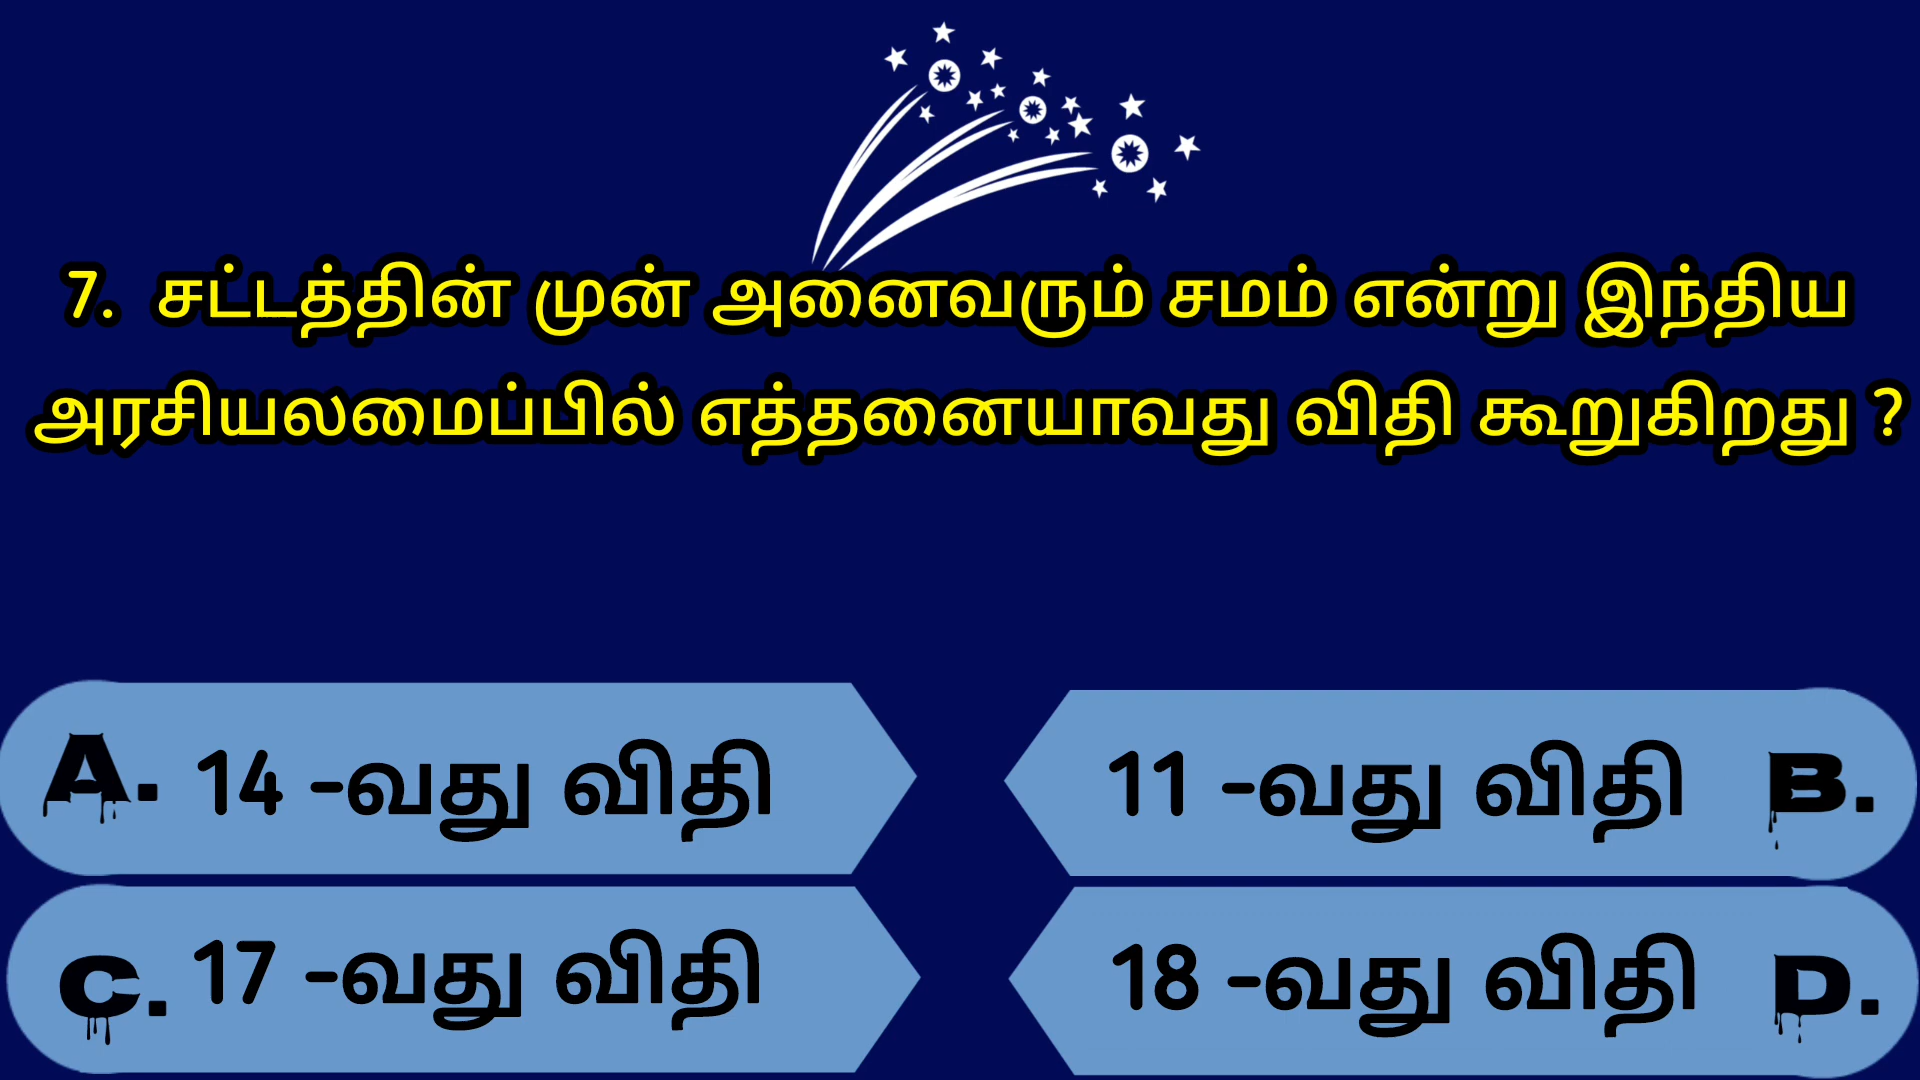 7. சட்டத்தின் முன் அனைவரும் சமம் என்று இந்திய
அரசியலமைப்பில் எத்தனையாவது விதி கூறுகிறது ?
A. 14 -வது விதி
11 -வது விதி B.
C. 17 -வது விதி
18 -வது விதி D.